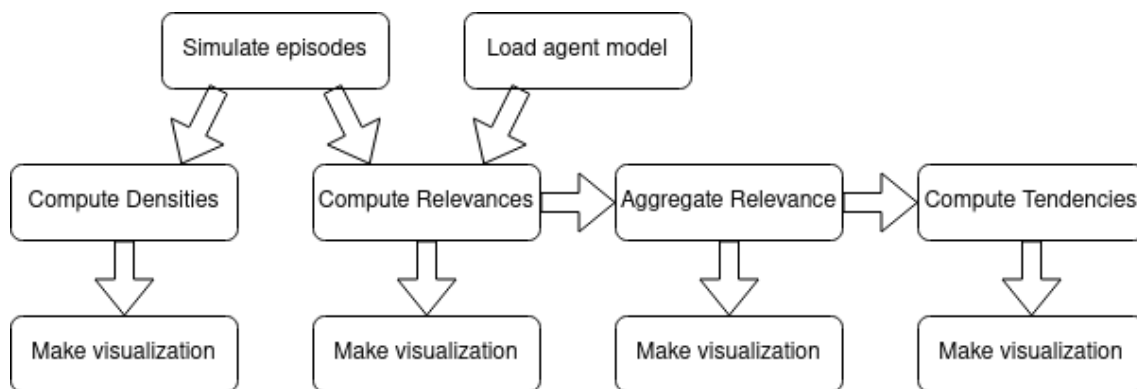 Simulate episodes
Load agent model
Compute Densities
Compute Relevances
Aggregate Relevance
Compute Tendencies
Make visualization
Make visualization
Make visualization
Make visualization